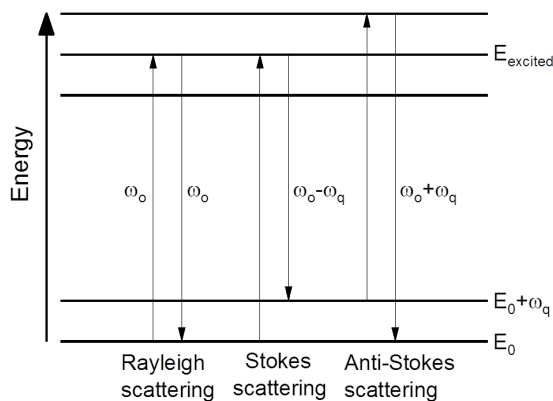 Energy
E_excited
ω_o
ω_o
ω_o-ω_q
ω_o+ω_q
E_0+ω_q
E_0
Rayleigh scattering
Stokes scattering
Anti-Stokes scattering